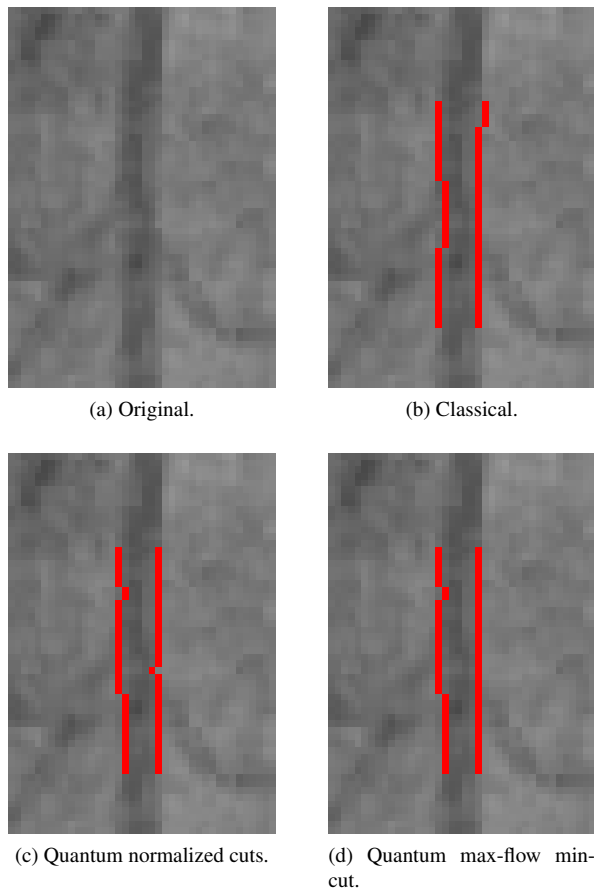 (a) Original.
(b) Classical.
(c) Quantum normalized cuts.
(d) Quantum max-flow min-
cut.